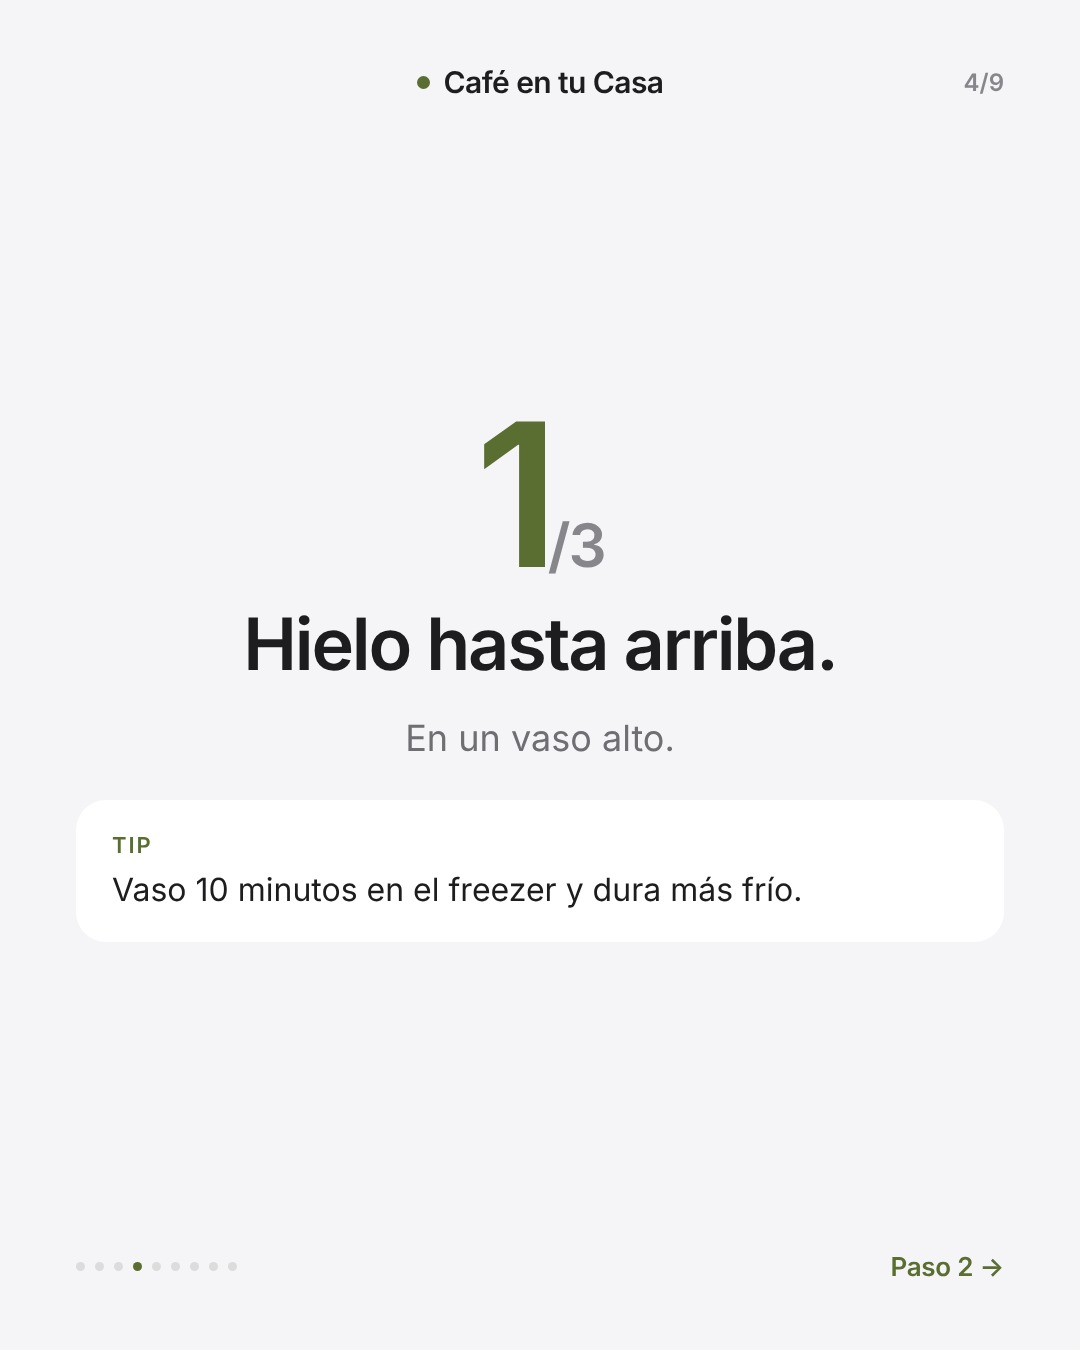 Café en tu Casa
4/9
1/3
Hielo hasta arriba.
En un vaso alto.
TIP
Vaso 10 minutos en el freezer y dura más frío.
Paso 2 →